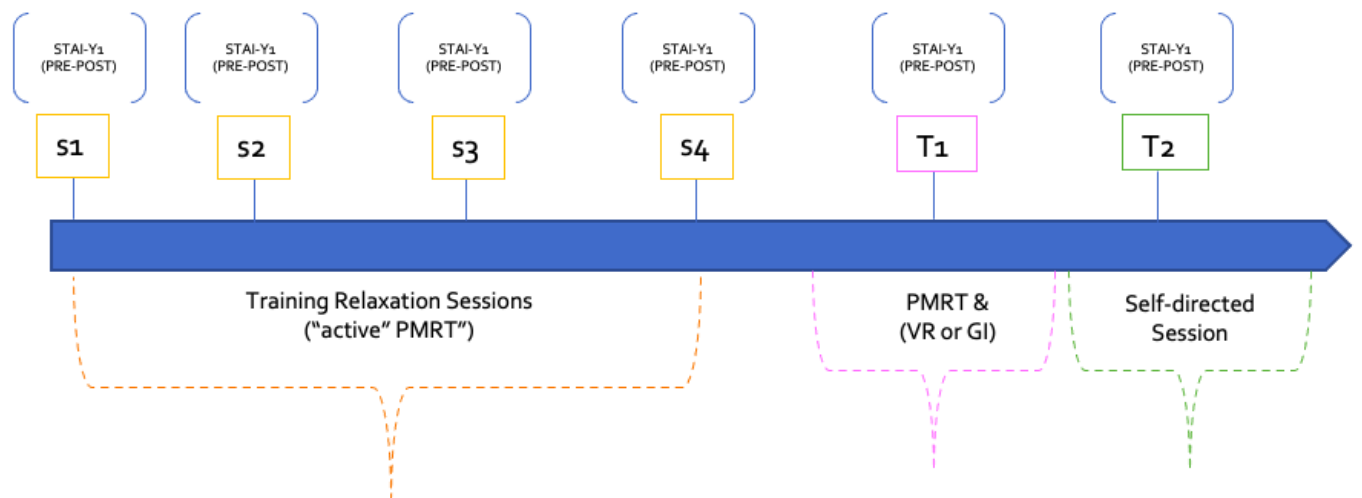 STAI-Y1
(PRE-POST)
STAI-Y1
(PRE-POST)
STAI-Y1
(PRE-POST)
STAI-Y1
(PRE-POST)
STAI-Y1
(PRE-POST)
STAI-Y1
(PRE-POST)
s1
s2
s3
s4
T1
T2
Training Relaxation Sessions
(“active” PMRT”)
PMRT &
(VR or GI)
Self-directed
Session